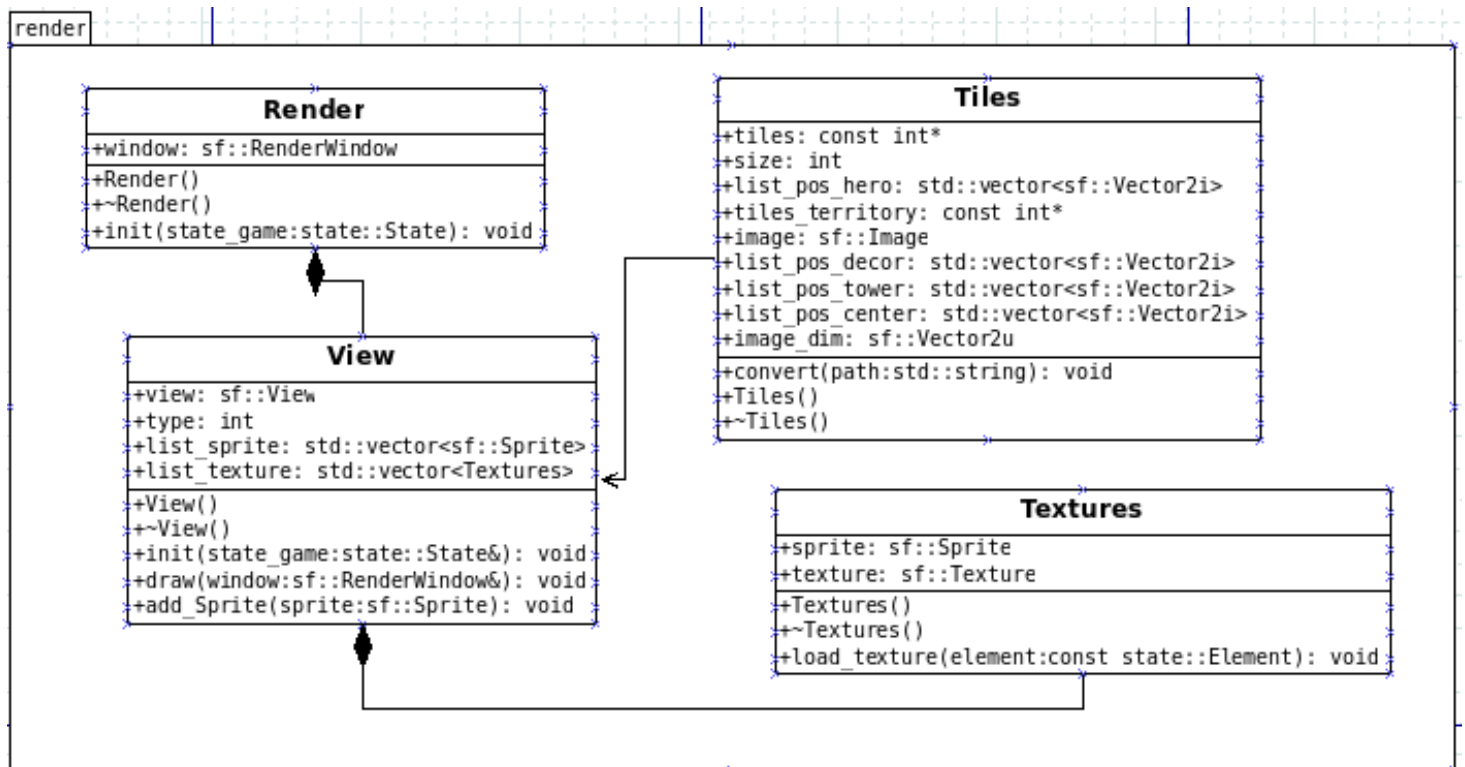 render
Render
+window: sf::RenderWindow
+Render()
+~Render()
+init(state_game:state::State): void
View
+view: sf::View
+type: int
+list_sprite: std::vector<sf::Sprite>
+list_texture: std::vector<Textures>
+View()
+~View()
+init(state_game:state::State&): void
+draw(window:sf::RenderWindow&): void
+add_Sprite(sprite:sf::Sprite): void
Tiles
+tiles: const int*
+size: int
+list_pos_hero: std::vector<sf::Vector2i>
+tiles_territory: const int*
+image: sf::Image
+list_pos_decor: std::vector<sf::Vector2i>
+list_pos_tower: std::vector<sf::Vector2i>
+list_pos_center: std::vector<sf::Vector2i>
+image_dim: sf::Vector2u
+convert(path:std::string): void
+Tiles()
+~Tiles()
Textures
+sprite: sf::Sprite
+texture: sf::Texture
+Textures()
+~Textures()
+load_texture(element:const state::Element): void